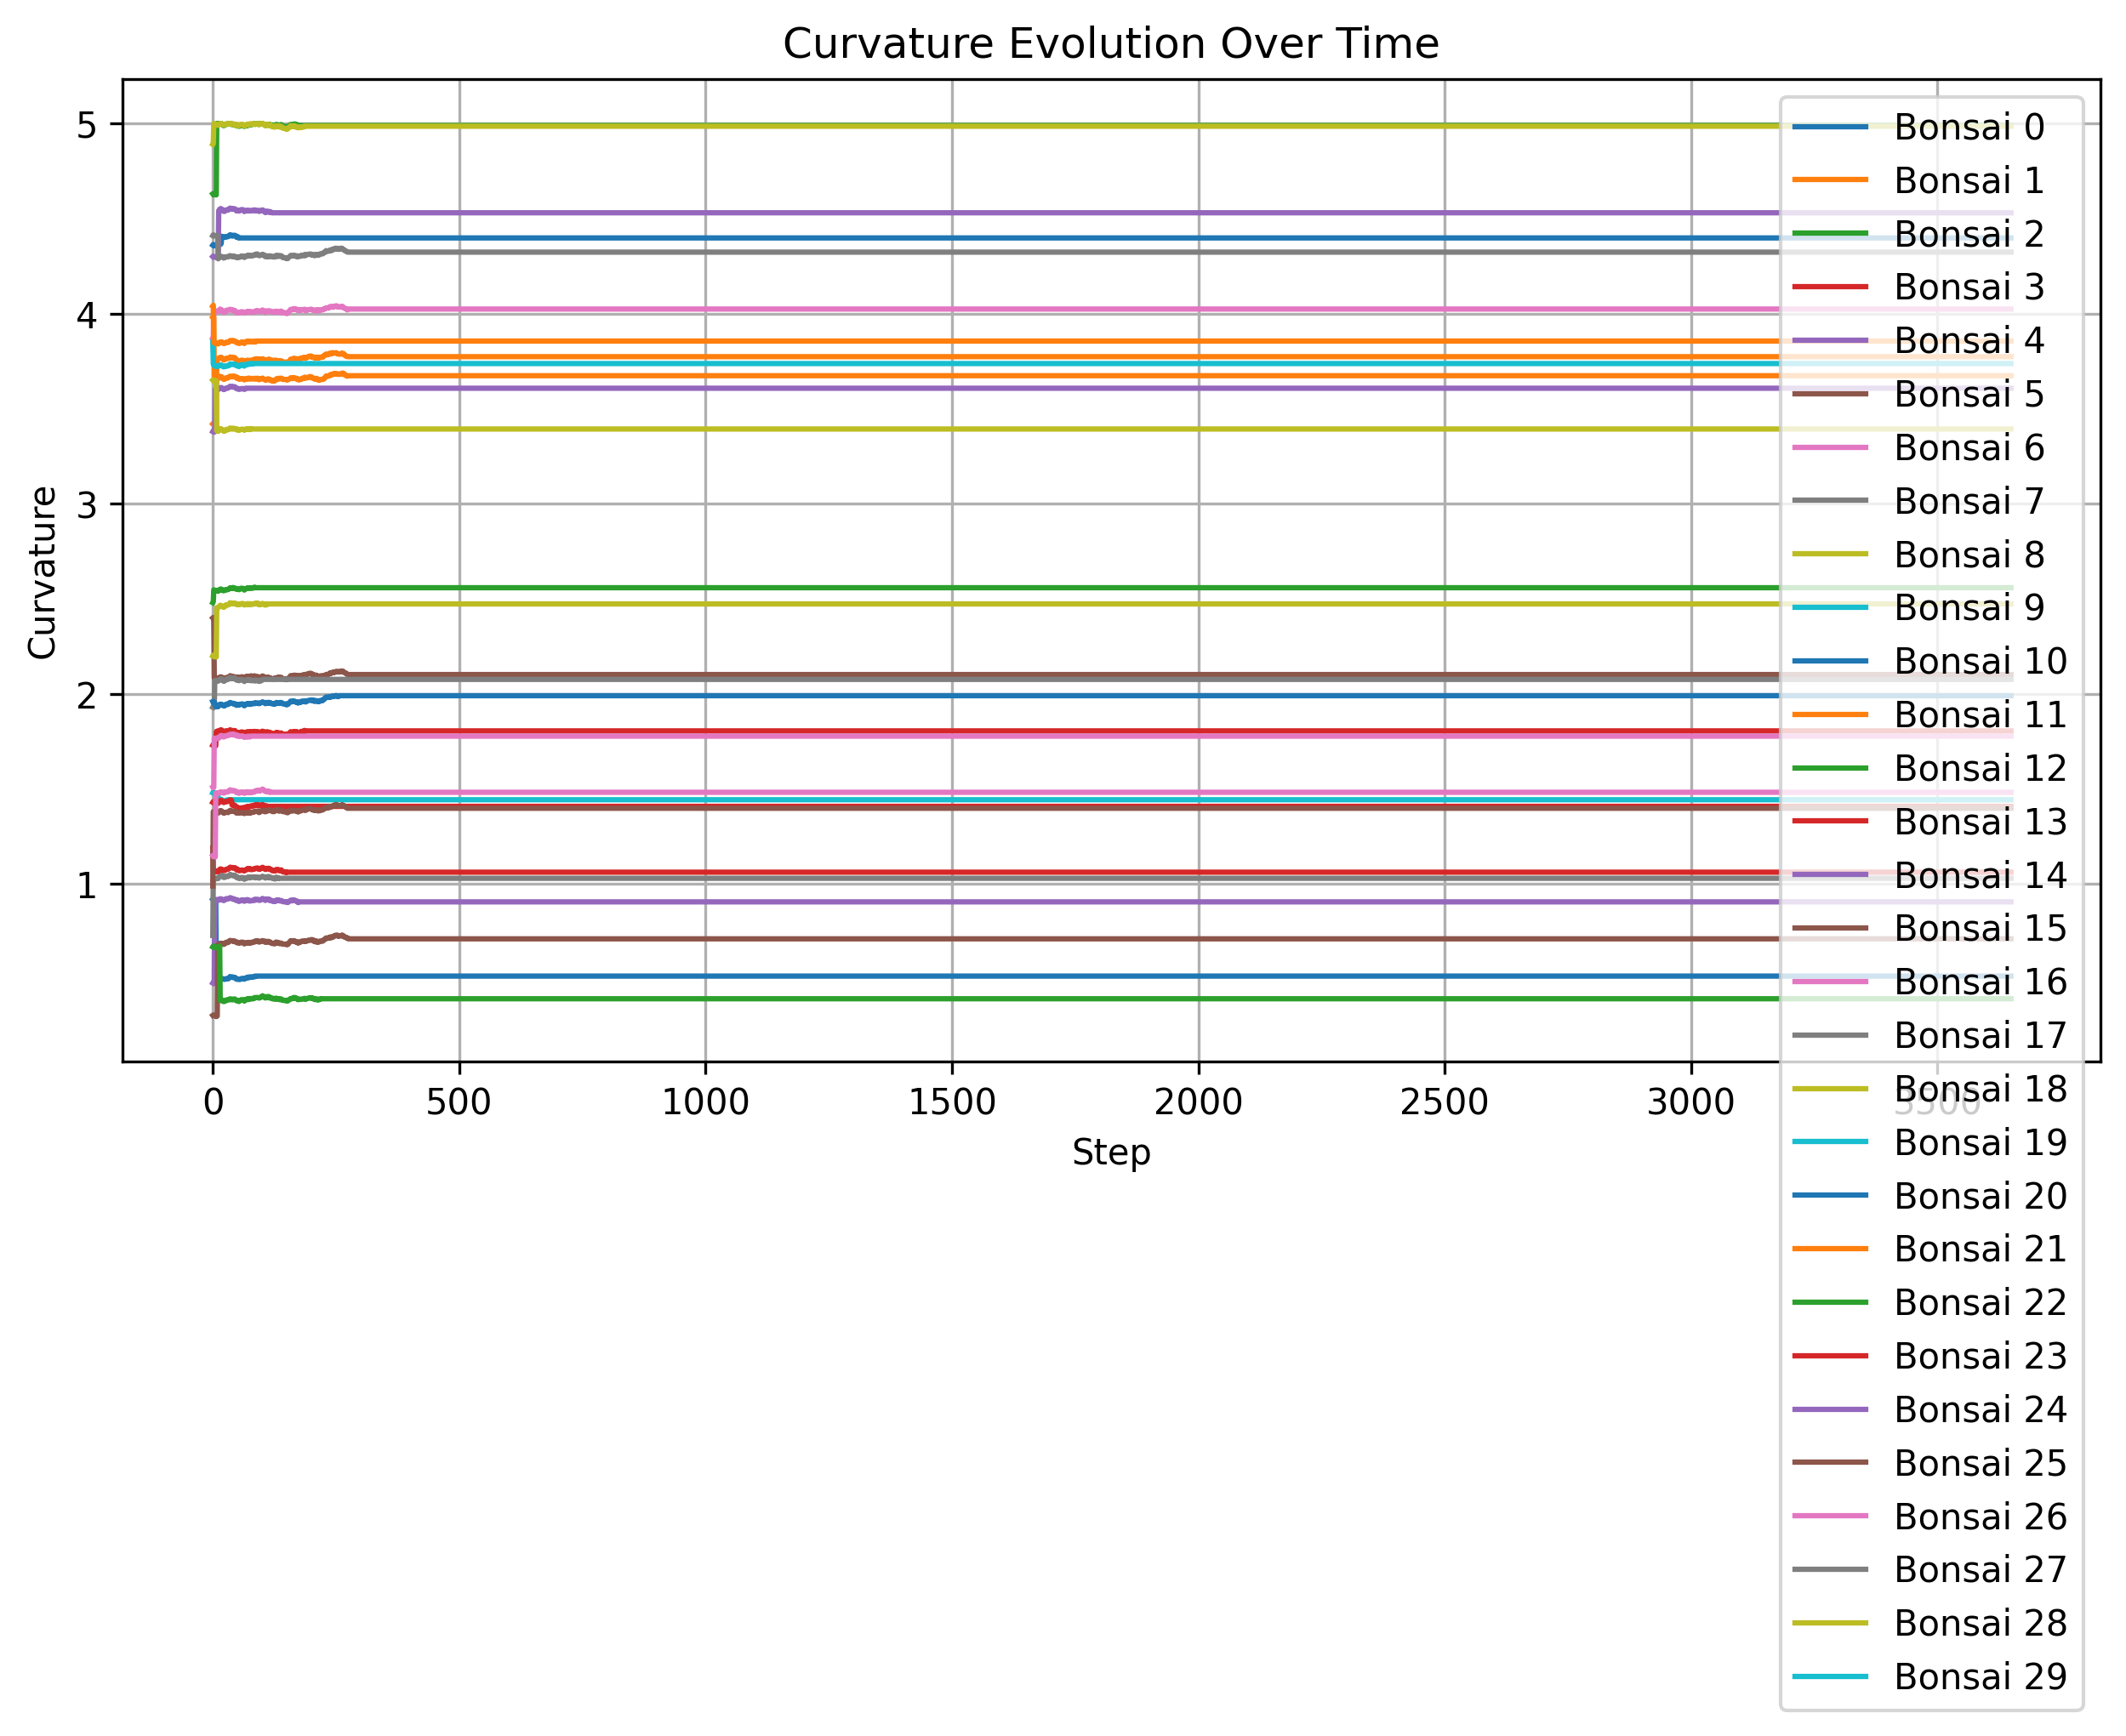 Curvature Evolution Over Time
5
4
3
2
1
Curvature
0 500 1000 1500 2000 2500 3000 3500
Step
Bonsai 0
Bonsai 1
Bonsai 2
Bonsai 3
Bonsai 4
Bonsai 5
Bonsai 6
Bonsai 7
Bonsai 8
Bonsai 9
Bonsai 10
Bonsai 11
Bonsai 12
Bonsai 13
Bonsai 14
Bonsai 15
Bonsai 16
Bonsai 17
Bonsai 18
Bonsai 19
Bonsai 20
Bonsai 21
Bonsai 22
Bonsai 23
Bonsai 24
Bonsai 25
Bonsai 26
Bonsai 27
Bonsai 28
Bonsai 29